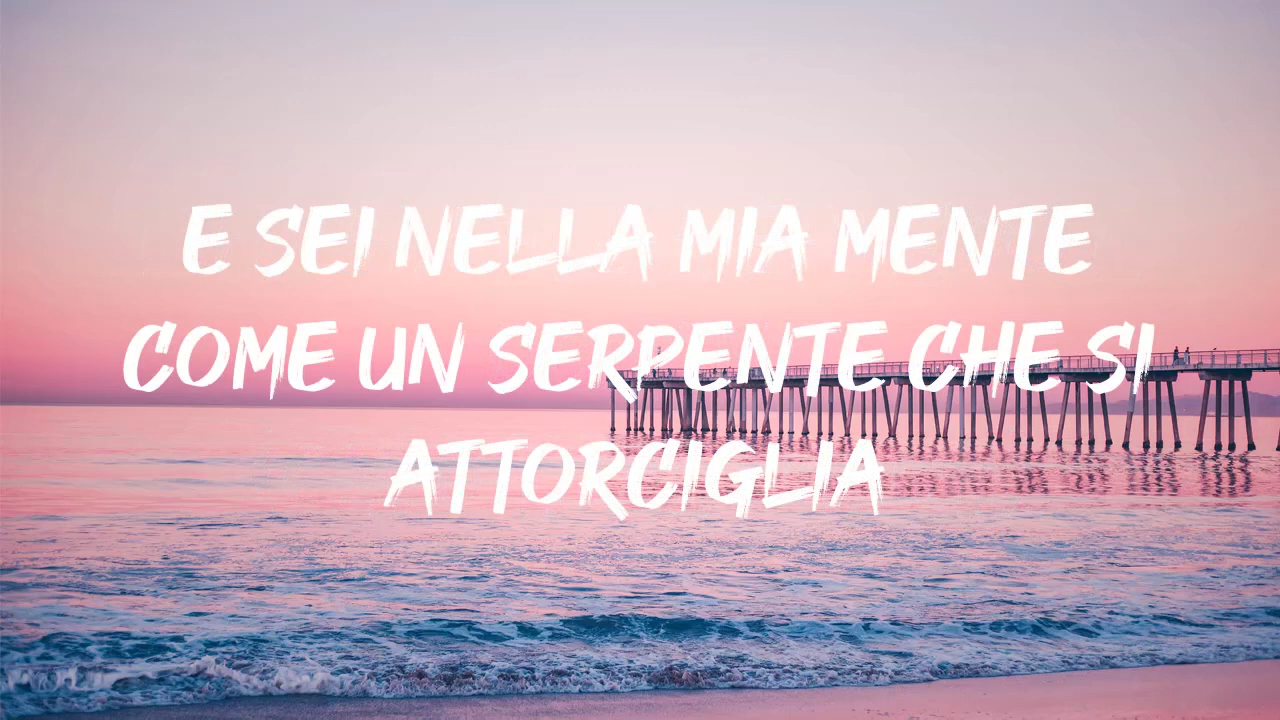 E SEI NELLA MIA MENTE
COME UN SERPENTE CHE SI
ATTORCIGLIA